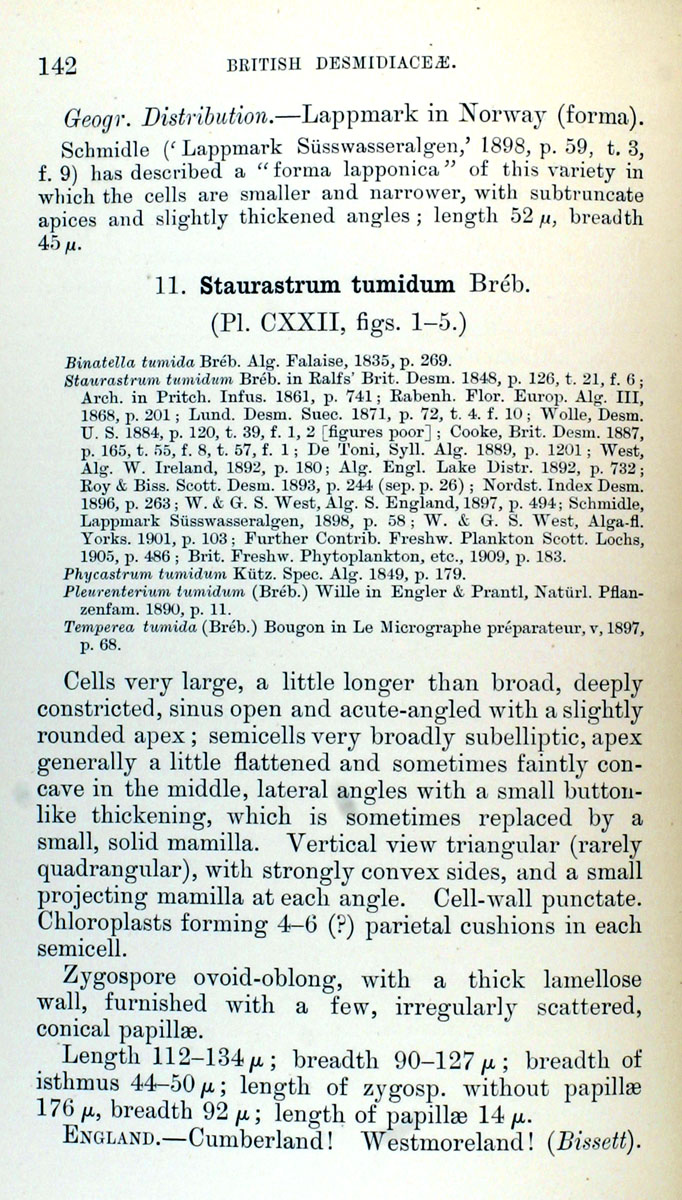 142
BRITISH DESMIDIACEÆ.
Geogr. Distribution.—Lappmark in Norway (forma).
Schmidle (‘Lappmark Süsswasseralgen,’ 1898, p. 59, t. 3,
f. 9) has described a “forma lapponica” of this variety in
which the cells are smaller and narrower, with subtruncate
apices and slightly thickened angles; length 52 μ, breadth
45 μ.
11. Staurastrum tumidum Bréb.
(Pl. CXXII, figs. 1–5.)
Binatella tumida Bréb. Alg. Falaise, 1835, p. 269.
Staurastrum tumidum Bréb. in Ralfs’ Brit. Desm. 1848, p. 126, t. 21, f. 6;
Arch. in Pritch. Infus. 1861, p. 741; Rabenh. Flor. Europ. Alg. III,
1868, p. 201; Lund. Desm. Suec. 1871, p. 72, t. 4. f. 10; Wolle, Desm.
U. S. 1884, p. 120, t. 39, f. 1, 2 [figures poor]; Cooke, Brit. Desm. 1887,
p. 165, t. 55, f. 8, t. 57, f. 1; De Toni, Syll. Alg. 1889, p. 1201; West,
Alg. W. Ireland, 1892, p. 180; Alg. Engl. Lake Distr. 1892, p. 732;
Roy & Biss. Scott. Desm. 1893, p. 244 (sep. p. 26); Nordst. Index Desm.
1896, p. 263; W. & G. S. West, Alg. S. England, 1897, p. 494; Schmidle,
Lappmark Süsswasseralgen, 1898, p. 58; W. & G. S. West, Alga-fl.
Yorks. 1901, p. 103; Further Contrib. Freshw. Plankton Scott. Lochs,
1905, p. 486; Brit. Freshw. Phytoplankton, etc., 1909, p. 183.
Phycastrum tumidum Kütz. Spec. Alg. 1849, p. 179.
Pleurenterium tumidum (Bréb.) Wille in Engler & Prantl, Natürl. Pflan-
zenfam. 1890, p. 11.
Temperea tumida (Bréb.) Bougon in Le Micrographe préparateur, v, 1897,
p. 68.
Cells very large, a little longer than broad, deeply
constricted, sinus open and acute-angled with a slightly
rounded apex; semicells very broadly subelliptic, apex
generally a little flattened and sometimes faintly con-
cave in the middle, lateral angles with a small button-
like thickening, which is sometimes replaced by a
small, solid mamilla. Vertical view triangular (rarely
quadrangular), with strongly convex sides, and a small
projecting mamilla at each angle. Cell-wall punctate.
Chloroplasts forming 4–6 (?) parietal cushions in each
semicell.
Zygospore ovoid-oblong, with a thick lamellose
wall, furnished with a few, irregularly scattered,
conical papillæ.
Length 112–134 μ; breadth 90–127 μ; breadth of
isthmus 44–50 μ; length of zygosp. without papillæ
176 μ, breadth 92 μ; length of papillæ 14 μ.
ENGLAND.—Cumberland! Westmoreland! (Bissett).